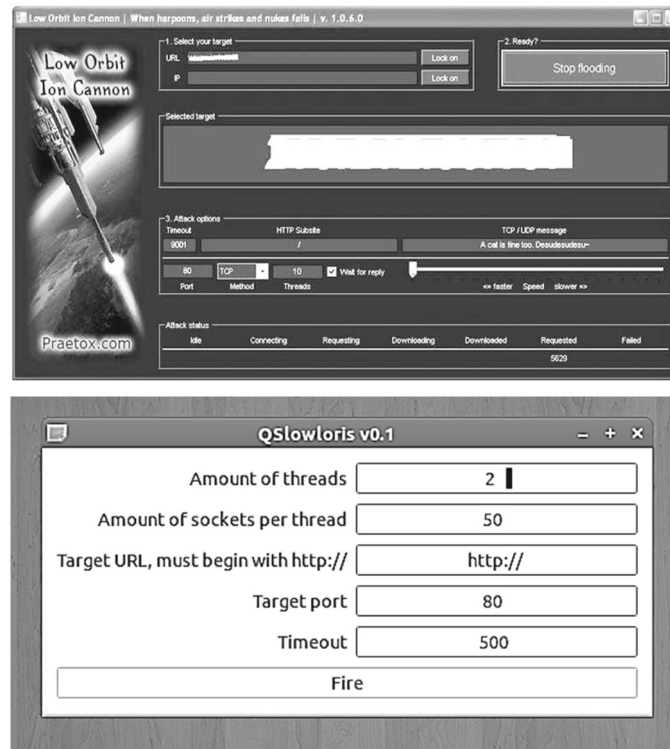 Low Orbit Ion Cannon | When harpoons, air strikes and nukes fails | v. 1.0.6.0
Low Orbit
Ion Cannon
Praetox.com
1. Select your target
URL
Lock on
IP
Lock on
2. Ready?
Stop flooding
Selected target
3. Attack options
Timeout HTTP Subsite TCP / UDP message
9001 / A cat is fine too. Desudesudesu~
80 TCP 10 Wait for reply
Port Method Threads <= faster Speed slower =>
Attack status
Idle Connecting Requesting Downloading Downloaded Requested Failed
5629
QSlowloris v0.1
Amount of threads 2
Amount of sockets per thread 50
Target URL, must begin with http:// http://
Target port 80
Timeout 500
Fire